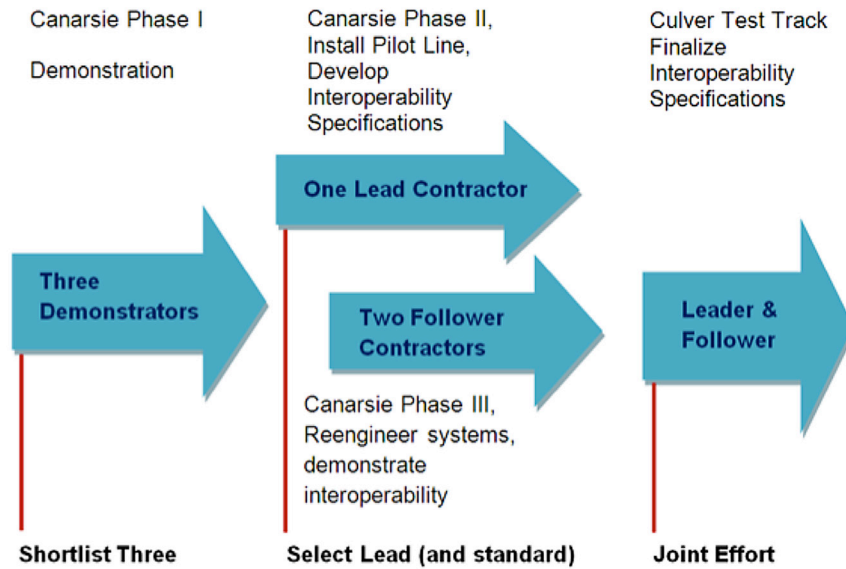 Canarsie Phase I
Demonstration
Canarsie Phase II,
Install Pilot Line,
Develop
Interoperability
Specifications
Culver Test Track
Finalize
Interoperability
Specifications
One Lead Contractor
Three
Demonstrators
Two Follower
Contractors
Leader &
Follower
Canarsie Phase III,
Reengineer systems,
demonstrate
interoperability
Shortlist Three
Select Lead (and standard)
Joint Effort